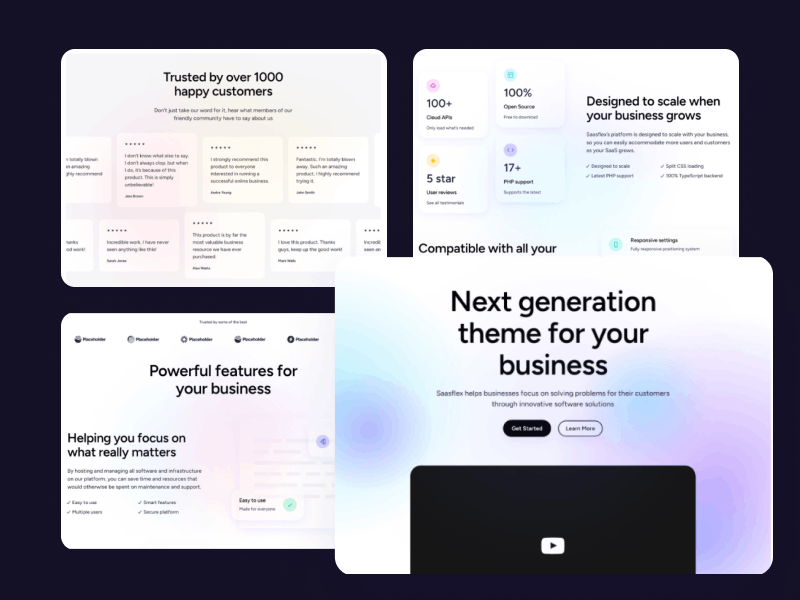 Trusted by over 1000
happy customers
Don't just take our word for it, hear what members of our
friendly community have to say about us
totally blown
an amazing
highly recommend
I don't know what else to say,
I don't always clop, but when
I do, it's because of this
product. This is simply
unbelievable!
Jake Brown
I strongly recommend this
product to everyone
interested in running a
successful online business.
Andre Young
Fantastic, I'm totally blown
away. Such an amazing
product, I highly recommend
trying it.
John Smith
hanks
od work!
Incredible work, I have never
seen anything like this!
Sarah Jones
This product is by far the
most valuable business
resource we have ever
purchased.
Alex Waits
I love this product. Thanks
guys, keep up the good work!
Mark Walls
Incredi
seen an
100+
Cloud APIs
Only load what's needed
100%
Open Source
Free to download
5 star
User reviews
See all testimonials
17+
PHP support
Supports the latest
Designed to scale when
your business grows
Saasflex's platform is designed to scale with your business,
so you can easily accommodate more users and customers
as your SaaS grows.
Designed to scale
Split CSS loading
Latest PHP support
100% TypeScript backend
Compatible with all your
Responsive settings
Fully responsive positioning system
Trusted by some of the best
Placeholder
Placeholder
Placeholder
Placeholder
Placeholder
Powerful features for
your business
Helping you focus on
what really matters
By hosting and managing all software and infrastructure
on our platform, you can save time and resources that
would otherwise be spent on maintenance and support.
Easy to use
Smart features
Multiple users
Secure platform
Easy to use
Made for everyone
Next generation
theme for your
business
Saasflex helps businesses focus on solving problems for their customers
through innovative software solutions
Get Started
Learn More